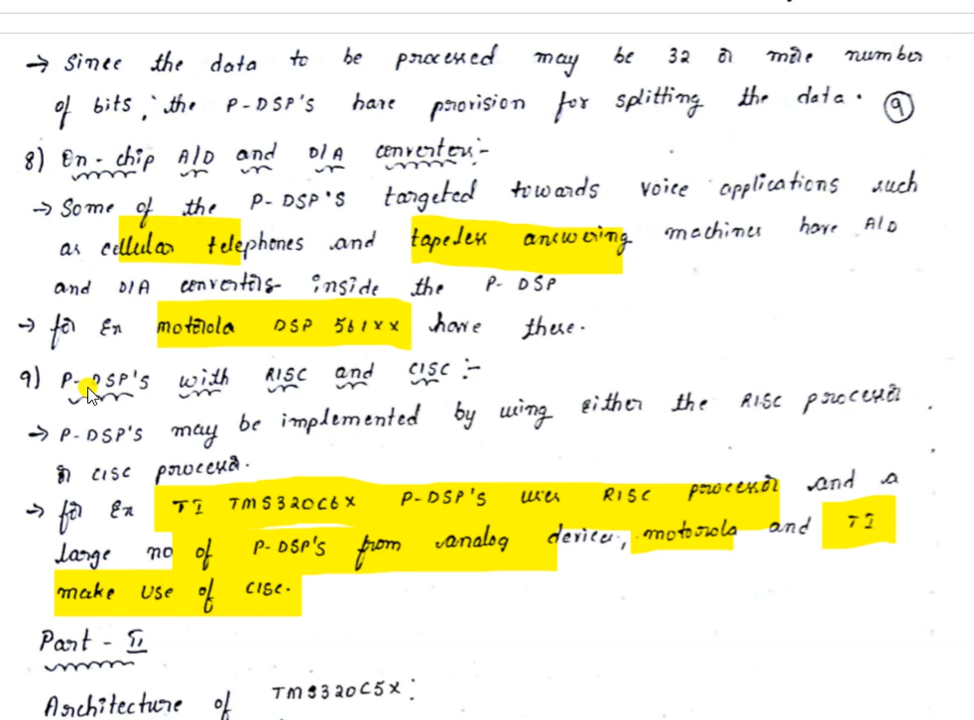 → Since the data to be processed may be 32 or more number
of bits, the P-DSP'S have provision for splitting the data. 9
8) On-chip A/D and D/A converters:-
→ Some of the P-DSP'S targeted towards voice applications such
as cellular telephones and tapeless answering machines have A/D
and D/A converters inside the P-DSP
→ for Ex motorola DSP 561xx have these.
9) P-DSP'S with RISC and CISC :-
→ P-DSP'S may be implemented by using either the RISC processor
or CISC processor.
→ for Ex TI TMS320C6X P-DSP'S uses RISC processor and a
large no of P-DSP'S from analog devices, motorola and TI
make use of CISC.
Part - II
Architecture of TMS320C5X: